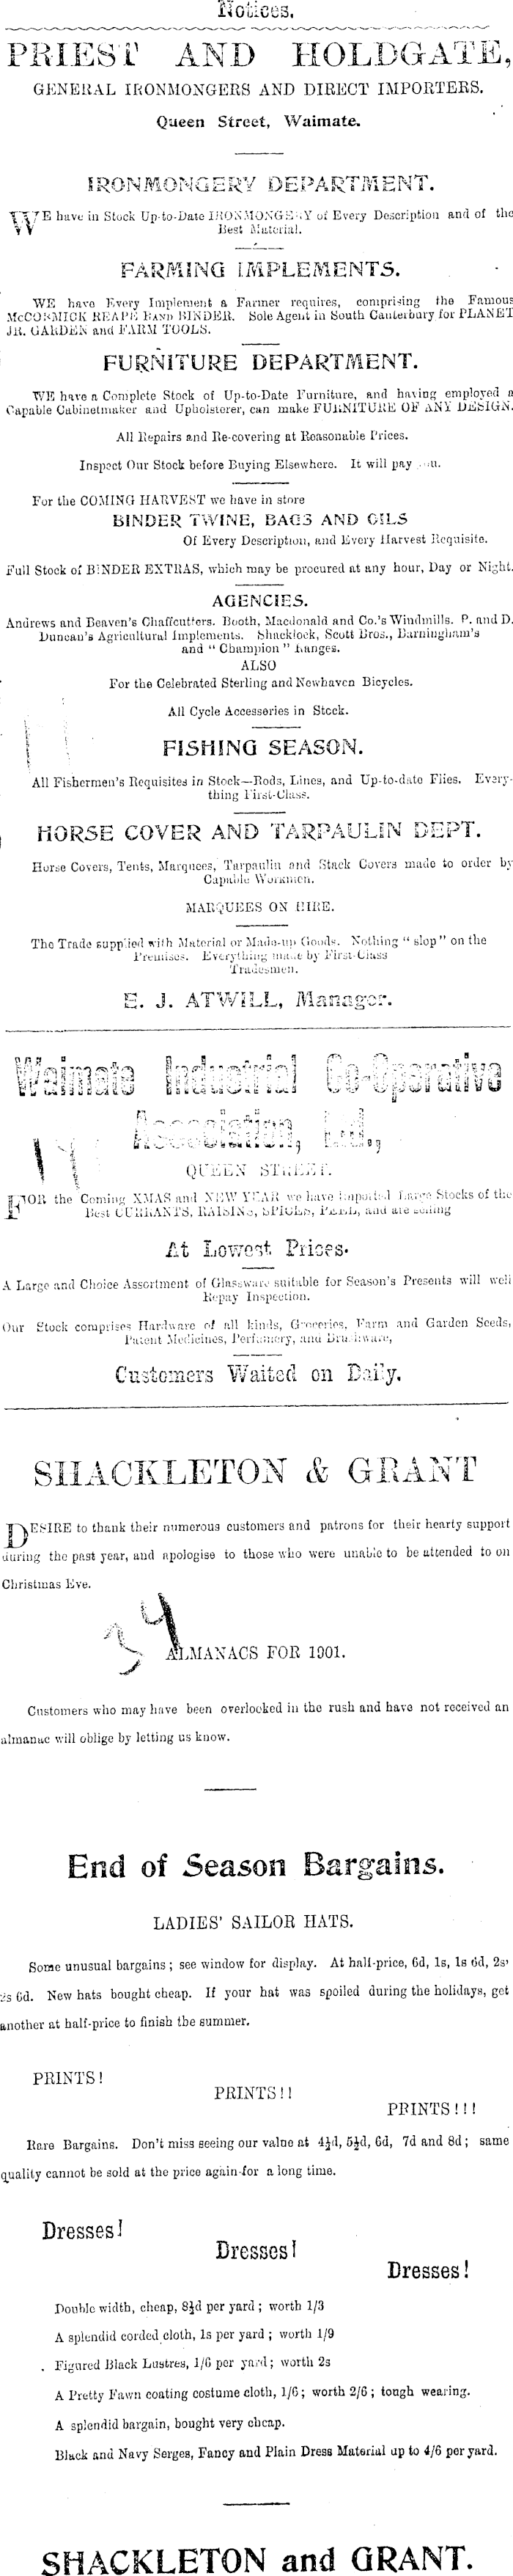 Notices.
PRIEST AND HOLDGATE,
GENERAL IRONMONGERS AND DIRECT IMPORTERS.
Queen Street, Waimate.
IRONMONGERY DEPARTMENT.
WE have in Stock Up-to-Date IRONMONGERY of Every Description and of the
Best Material.
FARMING IMPLEMENTS.
WE have Every Implement a Farmer requires, comprising the Famous
McCORMICK REAPER AND BINDER. Sole Agent in South Canterbury for PLANET
JR. GARDEN and FARM TOOLS.
FURNITURE DEPARTMENT.
WE have a Complete Stock of Up-to-Date Furniture, and having employed a
Capable Cabinetmaker and Upholsterer, can make FURNITURE OF ANY DESIGN.
All Repairs and Re-covering at Reasonable Prices.
Inspect Our Stock before Buying Elsewhere. It will pay you.
For the COMING HARVEST we have in store
BINDER TWINE, BAGS AND OILS
Of Every Description, and Every Harvest Requisite.
Full Stock of BINDER EXTRAS, which may be procured at any hour, Day or Night.
AGENCIES.
Andrews and Beaven's Chaffcutters. Booth, Macdonald and Co.'s Windmills. P. and D.
Duncan's Agricultural Implements. Shacklock, Scott Bros., Barningham's
and "Champion" Ranges.
ALSO
For the Celebrated Sterling and Newhaven Bicycles.
All Cycle Accessories in Stock.
FISHING SEASON.
All Fishermen's Requisites in Stock—Rods, Lines, and Up-to-date Flies. Every-
thing First-Class.
HORSE COVER AND TARPAULIN DEPT.
Horse Covers, Tents, Marquees, Tarpaulin and Stack Covers made to order by
Capable Workmen.
MARQUEES ON HIRE.
The Trade supplied with Material or Made-up Goods. Nothing "slop" on the
Premises. Everything made by First-Class
Tradesmen.
E. J. ATWILL, Manager.
Waimate Industrial Co-Operative
Association, Ltd.,
QUEEN STREET.
FOR the Coming XMAS and NEW YEAR we have imported Large Stocks of the
Best CURRANTS, RAISINS, SPICES, PEEL, and are selling
At Lowest Prices.
A Large and Choice Assortment of Glassware suitable for Season's Presents will well
Repay Inspection.
Our Stock comprises Hardware of all kinds, Groceries, Farm and Garden Seeds,
Patent Medicines, Perfumery, and Brushware,
Customers Waited on Daily.
SHACKLETON & GRANT
DESIRE to thank their numerous customers and patrons for their hearty support
during the past year, and apologise to those who were unable to be attended to on
Christmas Eve.
34
ALMANACS FOR 1901.
Customers who may have been overlooked in the rush and have not received an
almanac will oblige by letting us know.
End of Season Bargains.
LADIES' SAILOR HATS.
Some unusual bargains; see window for display. At half-price, 6d, 1s, 1s 6d, 2s,
2s 6d. New hats bought cheap. If your hat was spoiled during the holidays, get
another at half-price to finish the summer.
PRINTS!
PRINTS!!
PRINTS!!!
Rare Bargains. Don't miss seeing our value at 4½d, 5½d, 6d, 7d and 8d; same
quality cannot be sold at the price again for a long time.
Dresses!
Dresses!
Dresses!
Double width, cheap, 8½d per yard; worth 1/3
A splendid corded cloth, 1s per yard; worth 1/9
Figured Black Lustres, 1/6 per yard; worth 2s
A Pretty Fawn coating costume cloth, 1/6; worth 2/6; tough wearing.
A splendid bargain, bought very cheap.
Black and Navy Serges, Fancy and Plain Dress Material up to 4/6 per yard.
SHACKLETON and GRANT.